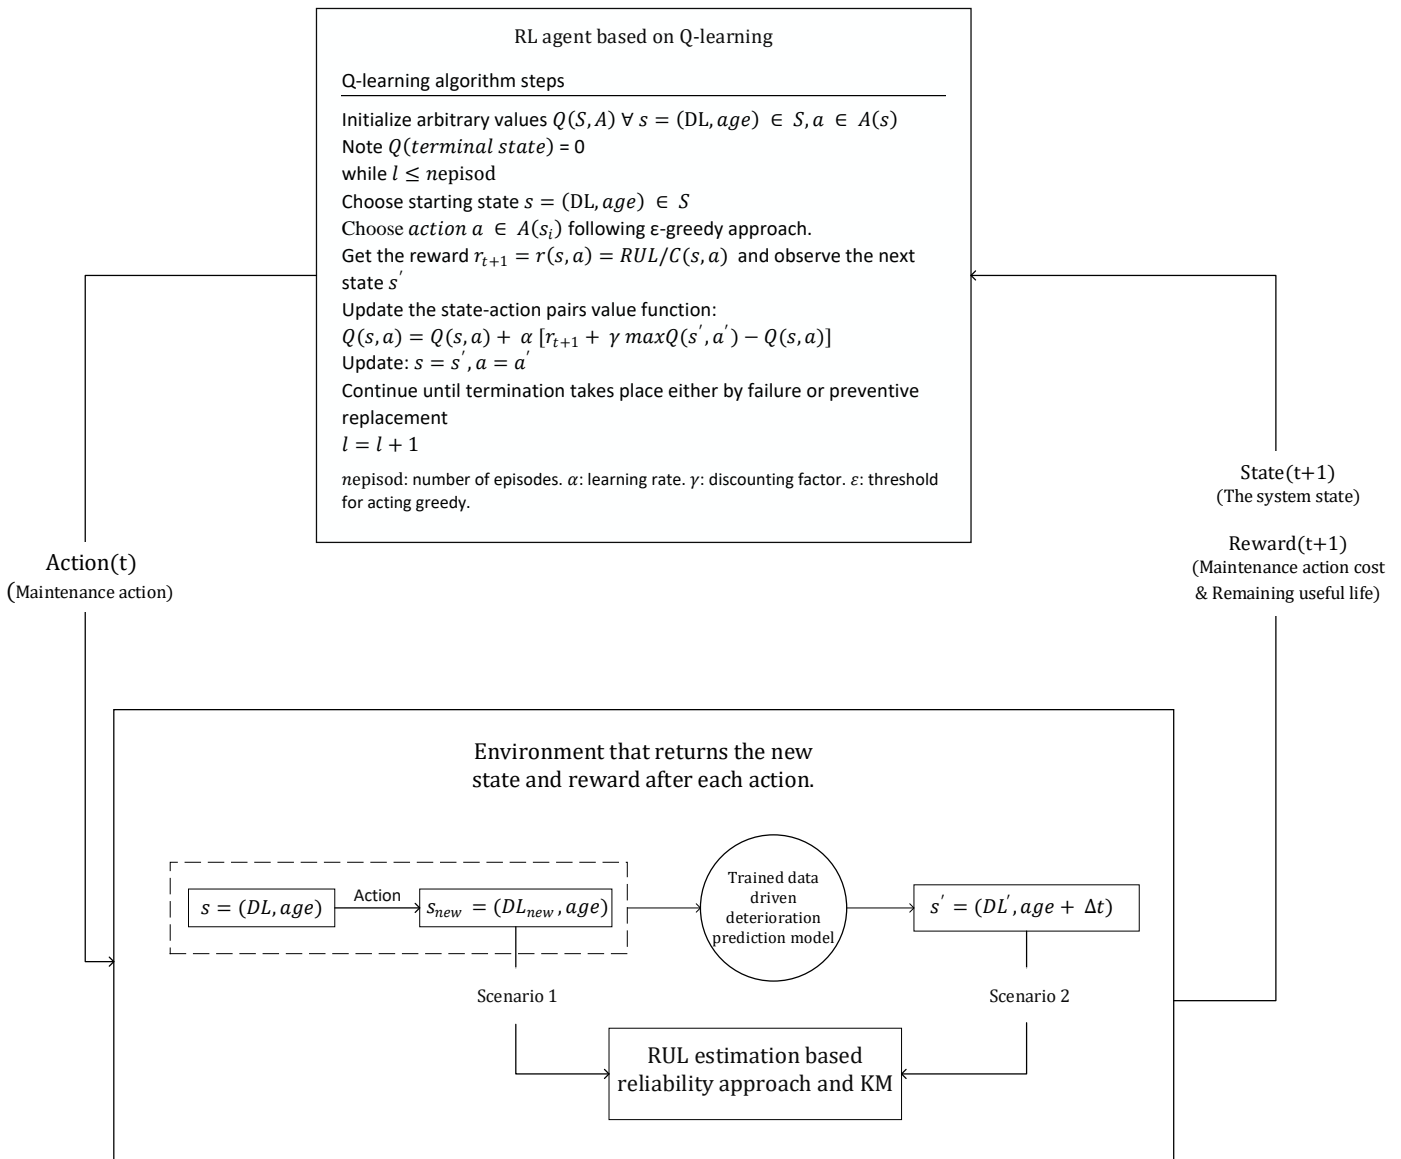 RL agent based on Q-learning
Q-learning algorithm steps
Initialize arbitrary values Q(S, A) ∀ s = (DL, age) ∈ S, a ∈ A(s)
Note Q(terminal state) = 0
while l ≤ nepisod
Choose starting state s = (DL, age) ∈ S
Choose action a ∈ A(s_i) following ε-greedy approach.
Get the reward r_{t+1} = r(s, a) = RUL/C(s, a) and observe the next
state s′
Update the state-action pairs value function:
Q(s, a) = Q(s, a) + α [r_{t+1} + γ maxQ(s′, a′) − Q(s, a)]
Update: s = s′, a = a′
Continue until termination takes place either by failure or preventive
replacement
l = l + 1
nepisod: number of episodes. α: learning rate. γ: discounting factor. ε: threshold
for acting greedy.
Action(t)
(Maintenance action)
State(t+1)
(The system state)
Reward(t+1)
(Maintenance action cost
& Remaining useful life)
Environment that returns the new
state and reward after each action.
s = (DL, age)
Action
s_{new} = (DL_{new}, age)
Trained data
driven
deterioration
prediction model
s′ = (DL′, age + Δt)
Scenario 1
Scenario 2
RUL estimation based
reliability approach and KM